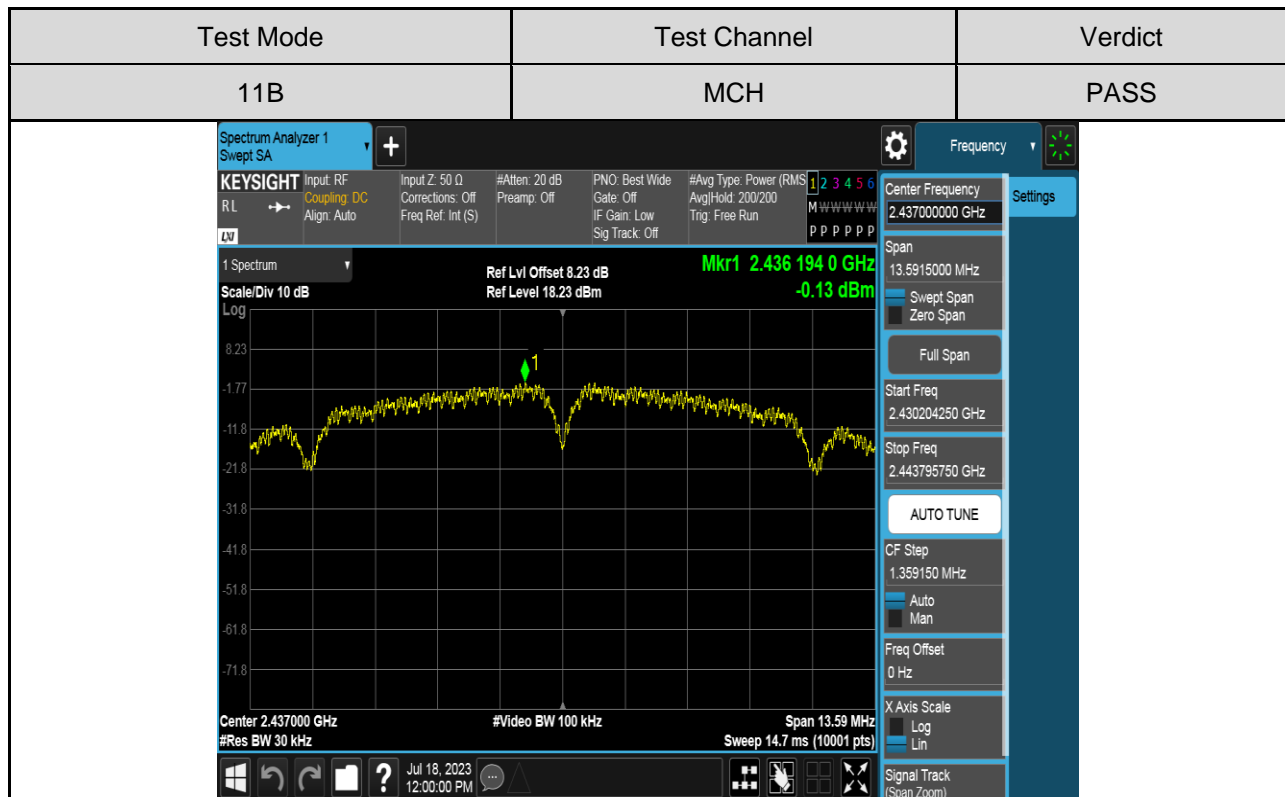 Test Mode Test Channel Verdict
11B MCH PASS
Spectrum Analyzer 1
Swept SA
+
Frequency
KEYSIGHT
RL
LXI
Input: RF
Coupling: DC
Align: Auto
Input Z: 50 Ω
Corrections: Off
Freq Ref: Int (S)
#Atten: 20 dB
Preamp: Off
PNO: Best Wide
Gate: Off
IF Gain: Low
Sig Track: Off
#Avg Type: Power (RMS
Avg|Hold: 200/200
Trig: Free Run
1 2 3 4 5 6
M W W W W W
P P P P P P
1 Spectrum
Scale/Div 10 dB
Log
Ref Lvl Offset 8.23 dB
Ref Level 18.23 dBm
Mkr1 2.436 194 0 GHz
-0.13 dBm
8.23
-1.77
-11.8
-21.8
-31.8
-41.8
-51.8
-61.8
-71.8
1
Center 2.437000 GHz
#Res BW 30 kHz
#Video BW 100 kHz
Span 13.59 MHz
Sweep 14.7 ms (10001 pts)
?
Jul 18, 2023
12:00:00 PM
Center Frequency
2.437000000 GHz
Span
13.5915000 MHz
Swept Span
Zero Span
Full Span
Start Freq
2.430204250 GHz
Stop Freq
2.443795750 GHz
AUTO TUNE
CF Step
1.359150 MHz
Auto
Man
Freq Offset
0 Hz
X Axis Scale
Log
Lin
Signal Track
(Span Zoom)
Settings